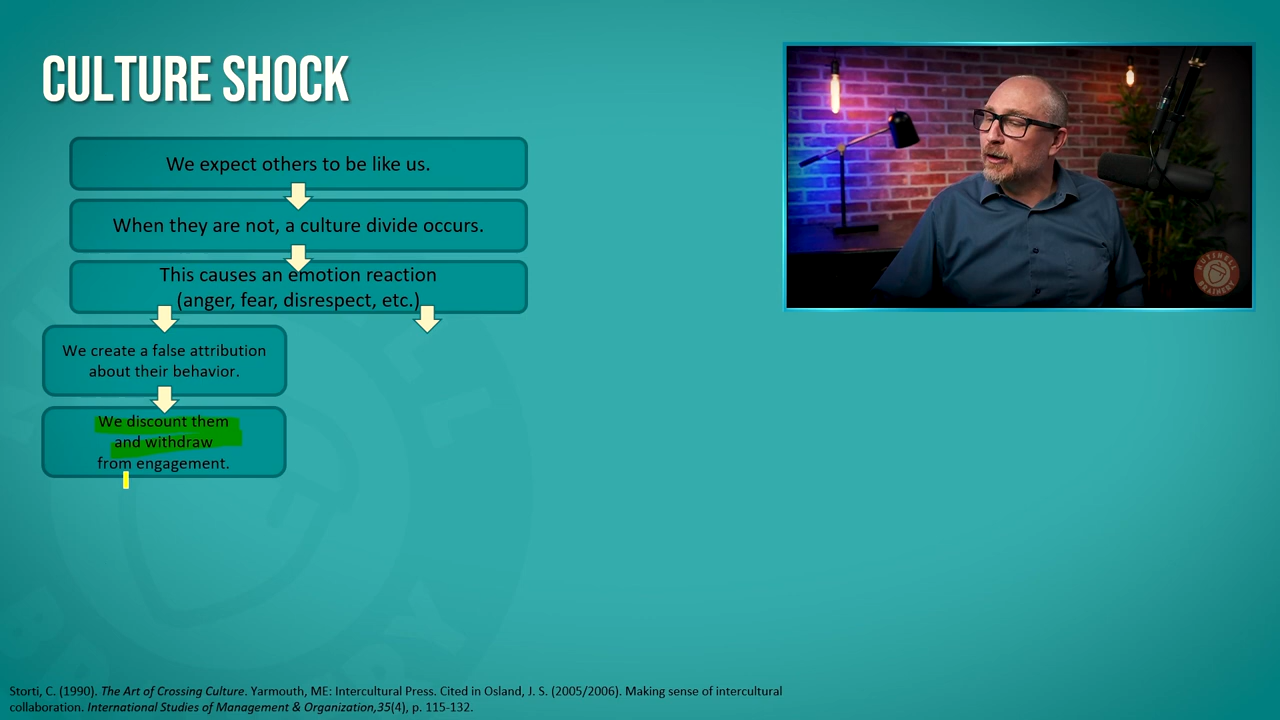 CULTURE SHOCK
We expect others to be like us.
When they are not, a culture divide occurs.
This causes an emotion reaction
(anger, fear, disrespect, etc.)
We create a false attribution
about their behavior.
We discount them
and withdraw
from engagement.
NUTSHELL
BRAINERY
Storti, C. (1990). The Art of Crossing Culture. Yarmouth, ME: Intercultural Press. Cited in Osland, J. S. (2005/2006). Making sense of intercultural
collaboration. International Studies of Management & Organization,35(4), p. 115-132.